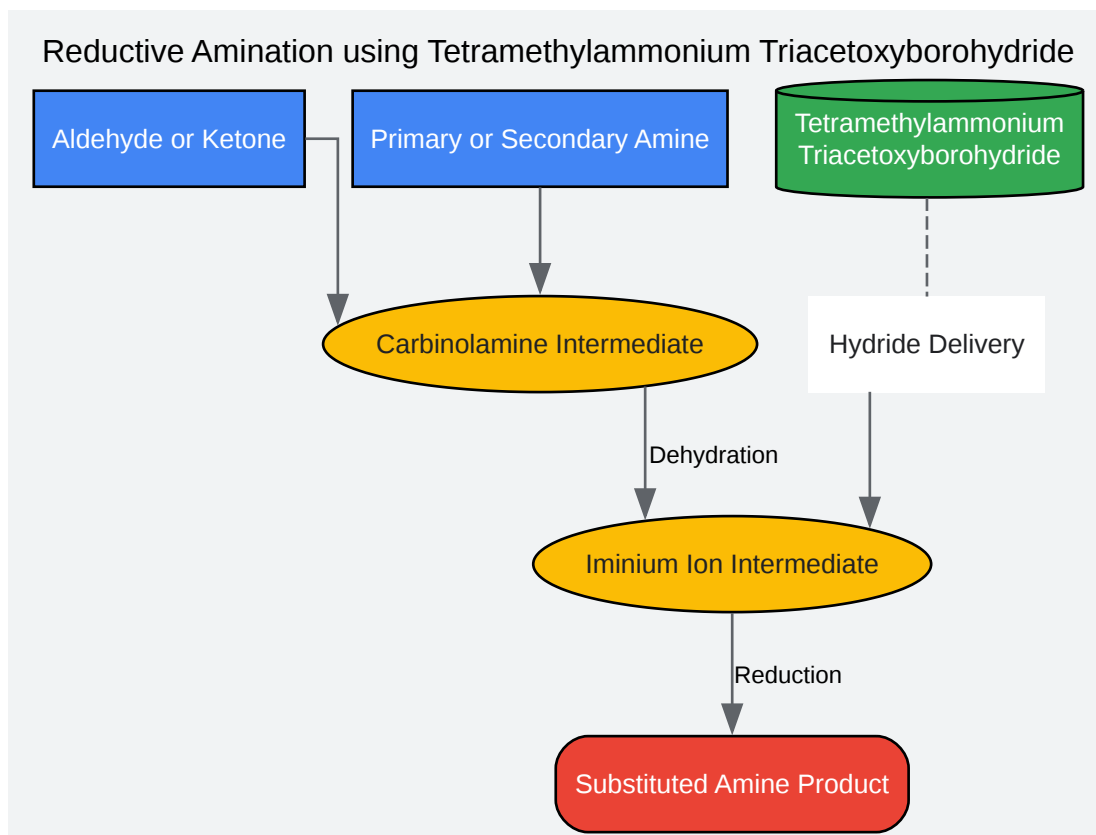 Reductive Amination using Tetramethylammonium Triacetoxyborohydride
Aldehyde or Ketone
Primary or Secondary Amine
Tetramethylammonium
Triacetoxyborohydride
Carbinolamine Intermediate
Hydride Delivery
Dehydration
Iminium Ion Intermediate
Reduction
Substituted Amine Product